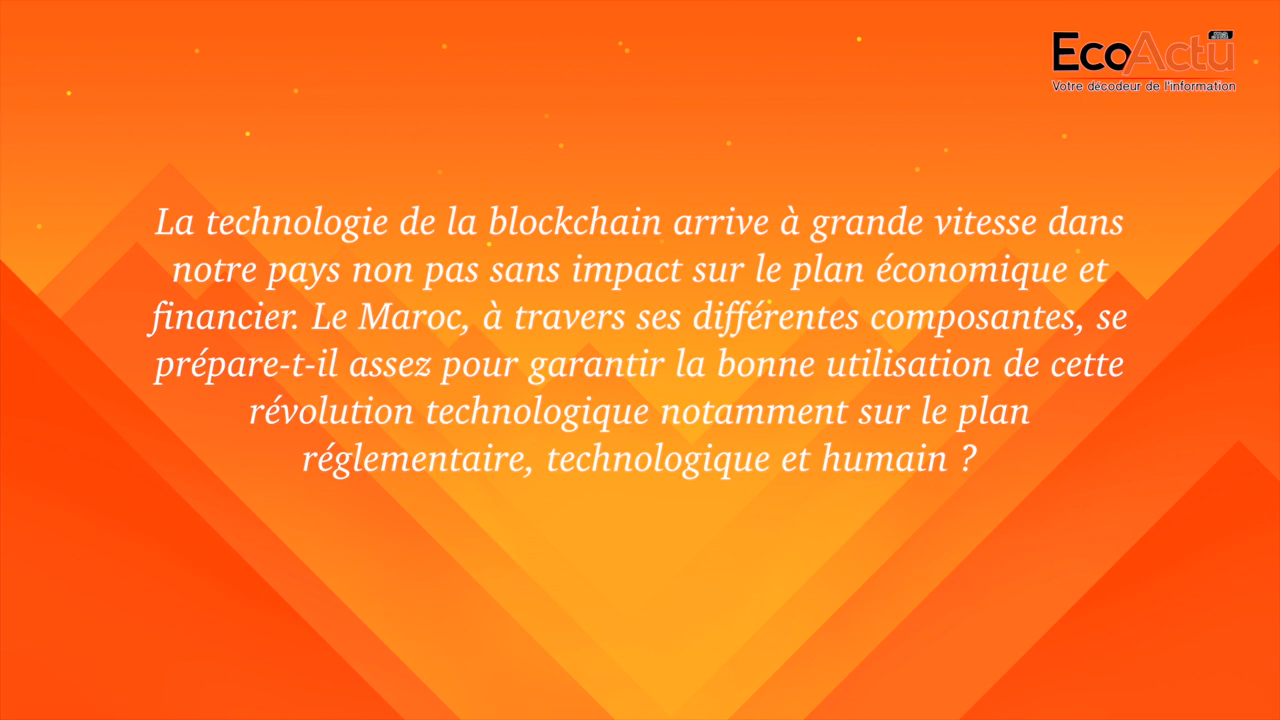 .ma
EcoActu
Votre décodeur de l'information
La technologie de la blockchain arrive à grande vitesse dans
notre pays non pas sans impact sur le plan économique et
financier. Le Maroc, à travers ses différentes composantes, se
prépare-t-il assez pour garantir la bonne utilisation de cette
révolution technologique notamment sur le plan
réglementaire, technologique et humain ?